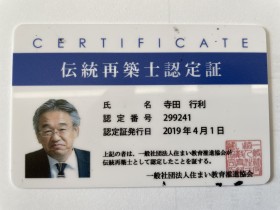 CERTIFICATE
伝統再築士認定証
氏名 寺田 行利
認定番号 299241
認定証発行日 2019年4月1日
上記の者は、一般社団法人住まい教育推進協会が
伝統再築士として認定したことを証する。
一般社団法人住まい教育推進協会